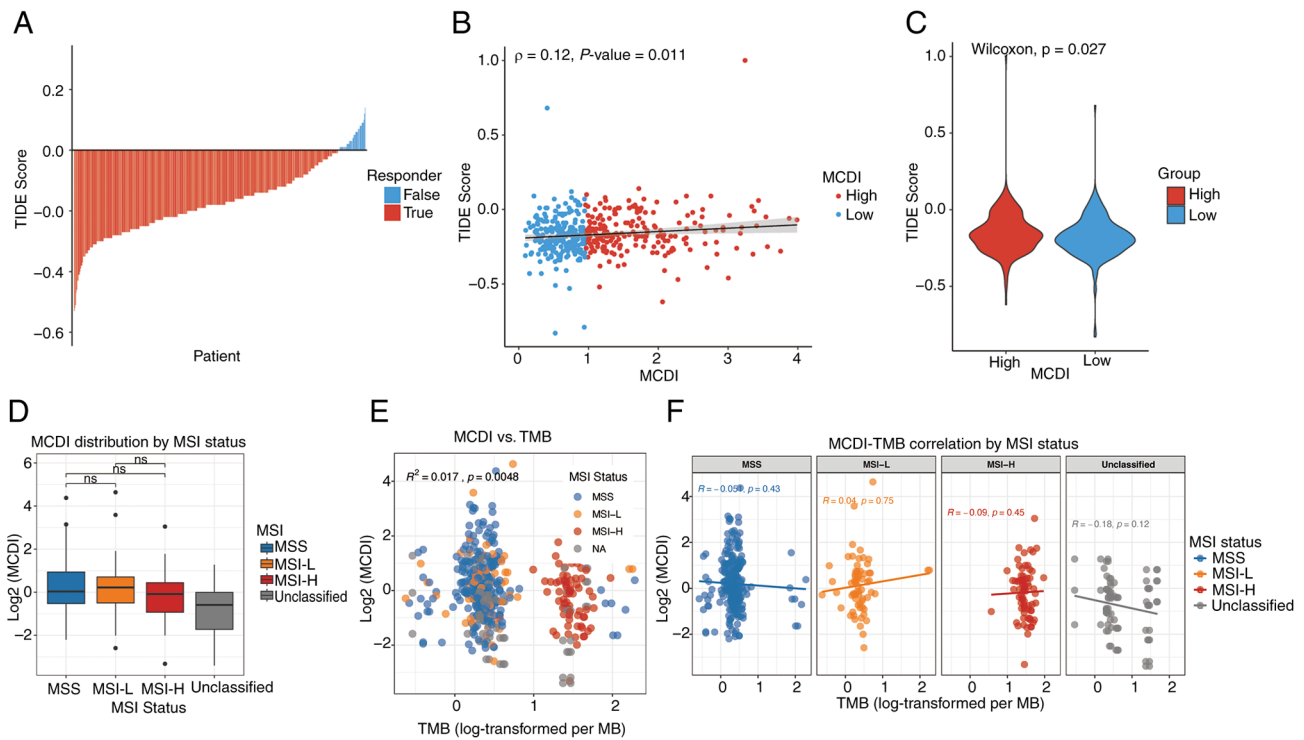 A
TIDE Score
0.2
0.0
−0.0
−0.4
−0.6
Patient
Responder
False
True
B
ρ = 0.12, P-value = 0.011
TIDE Score
1.0
0.5
0.0
−0.5
0 1 2 3 4
MCDI
MCDI
High
Low
C
Wilcoxon, p = 0.027
TIDE Score
1.0
0.5
0.0
−0.5
High Low
MCDI
Group
High
Low
D
MCDI distribution by MSI status
ns
ns
ns
Log2 (MCDI)
6
4
2
−2
MSS MSI-L MSI-H Unclassified
MSI Status
MSI
MSS
MSI-L
MSI-H
Unclassified
E
MCDI vs. TMB
R2 = 0.017 , p = 0.0048
MSI Status
MSS
MSI−L
MSI−H
NA
Log2 (MCDI)
4
2
0
−2
0 1 2
TMB (log-transformed per MB)
F
MCDI-TMB correlation by MSI status
MSS MSI−L MSI−H Unclassified
p = 0.43
R = 0.04, p = 0.75
R = −0.09, p = 0.45
R = −0.18, p = 0.12
Log2 (MCDI)
4
2
0
−2
0 1 2 0 1 2 0 1 2 0 1 2
TMB (log-transformed per MB)
MSI status
MSS
MSI-L
MSI-H
Unclassified